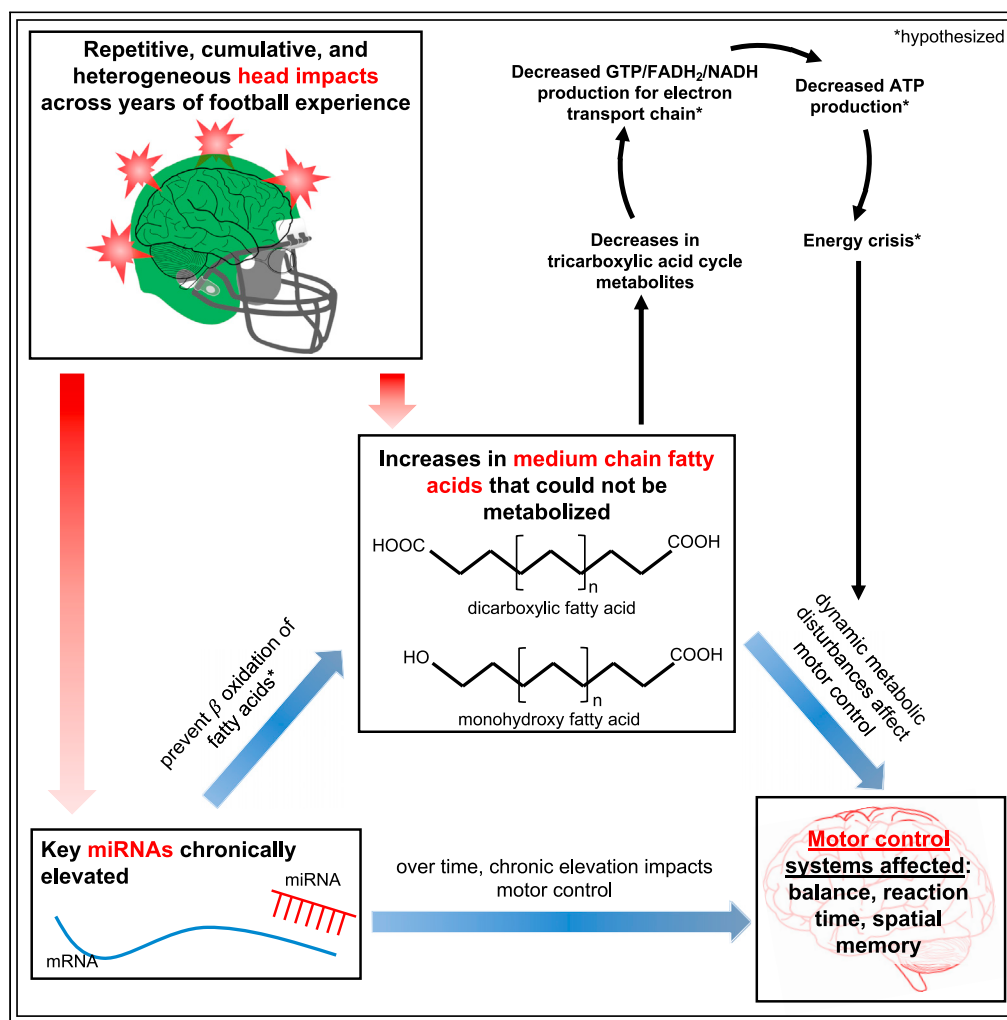 Repetitive, cumulative, and
heterogeneous head impacts
across years of football experience
*hypothesized
Decreased GTP/FADH₂/NADH
production for electron
transport chain*
Decreased ATP
production*
Energy crisis*
Decreases in
tricarboxylic acid cycle
metabolites
Increases in medium chain fatty
acids that could not be
metabolized
HOOC
COOH
n
dicarboxylic fatty acid
HO
COOH
n
monohydroxy fatty acid
prevent β oxidation of
fatty acids*
dynamic metabolic
disturbances affect
motor control
Key miRNAs chronically
elevated
miRNA
mRNA
over time, chronic elevation impacts
motor control
Motor control
systems affected:
balance, reaction
time, spatial
memory